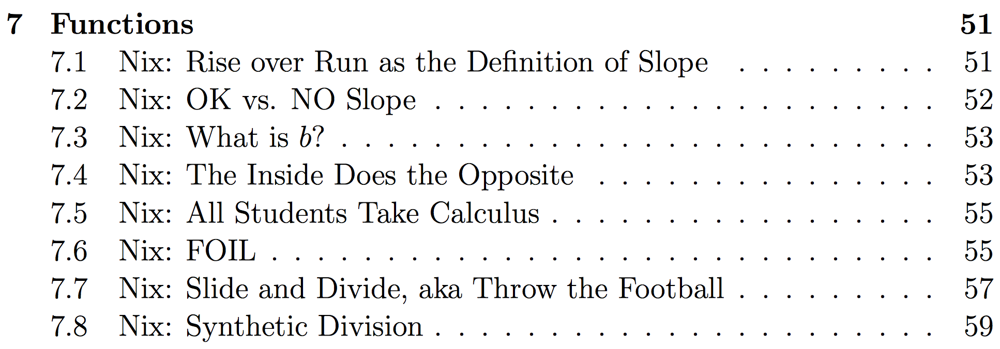 7 Functions 51
7.1 Nix: Rise over Run as the Definition of Slope . . . . . . . . . 51
7.2 Nix: OK vs. NO Slope . . . . . . . . . . . . . . . . . . . . . . 52
7.3 Nix: What is b? . . . . . . . . . . . . . . . . . . . . . . . . . . 53
7.4 Nix: The Inside Does the Opposite . . . . . . . . . . . . . . . 53
7.5 Nix: All Students Take Calculus . . . . . . . . . . . . . . . . . 55
7.6 Nix: FOIL . . . . . . . . . . . . . . . . . . . . . . . . . . . . . 55
7.7 Nix: Slide and Divide, aka Throw the Football . . . . . . . . . 57
7.8 Nix: Synthetic Division . . . . . . . . . . . . . . . . . . . . . . 59